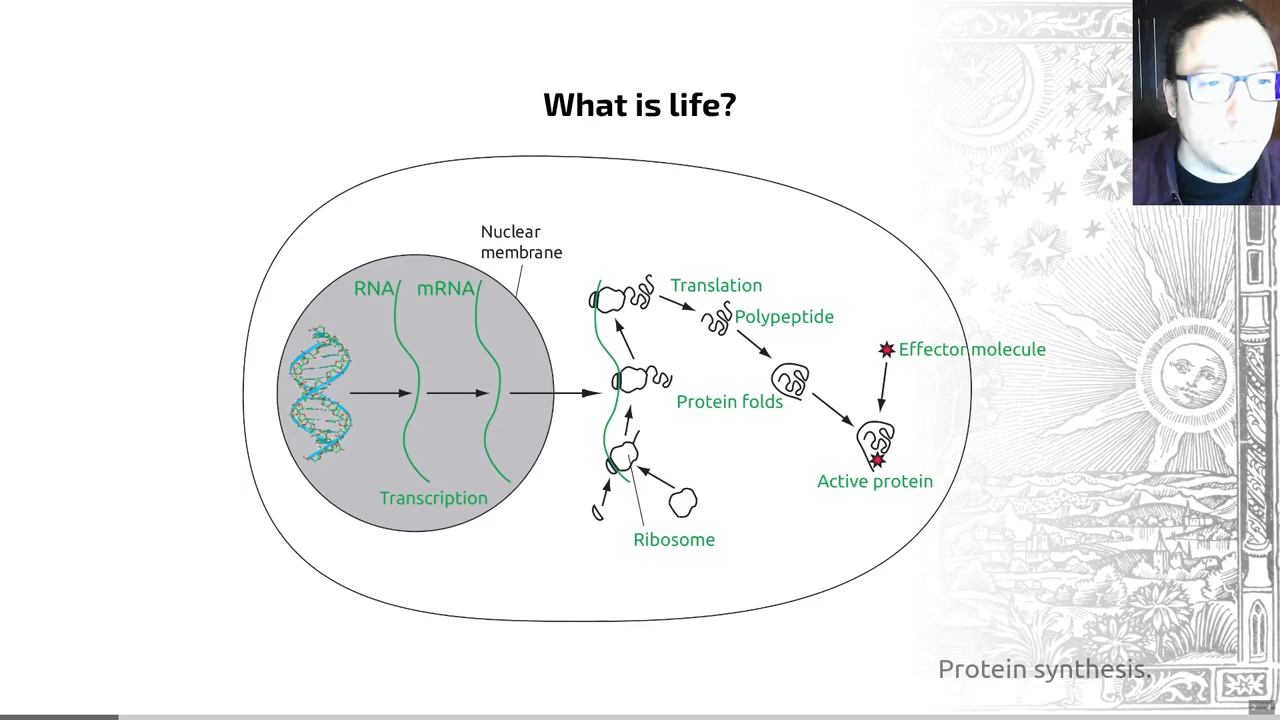 What is life?
Nuclear
membrane
RNA
mRNA
Translation
Polypeptide
Effector molecule
Protein folds
Active protein
Transcription
Ribosome
Protein synthesis.